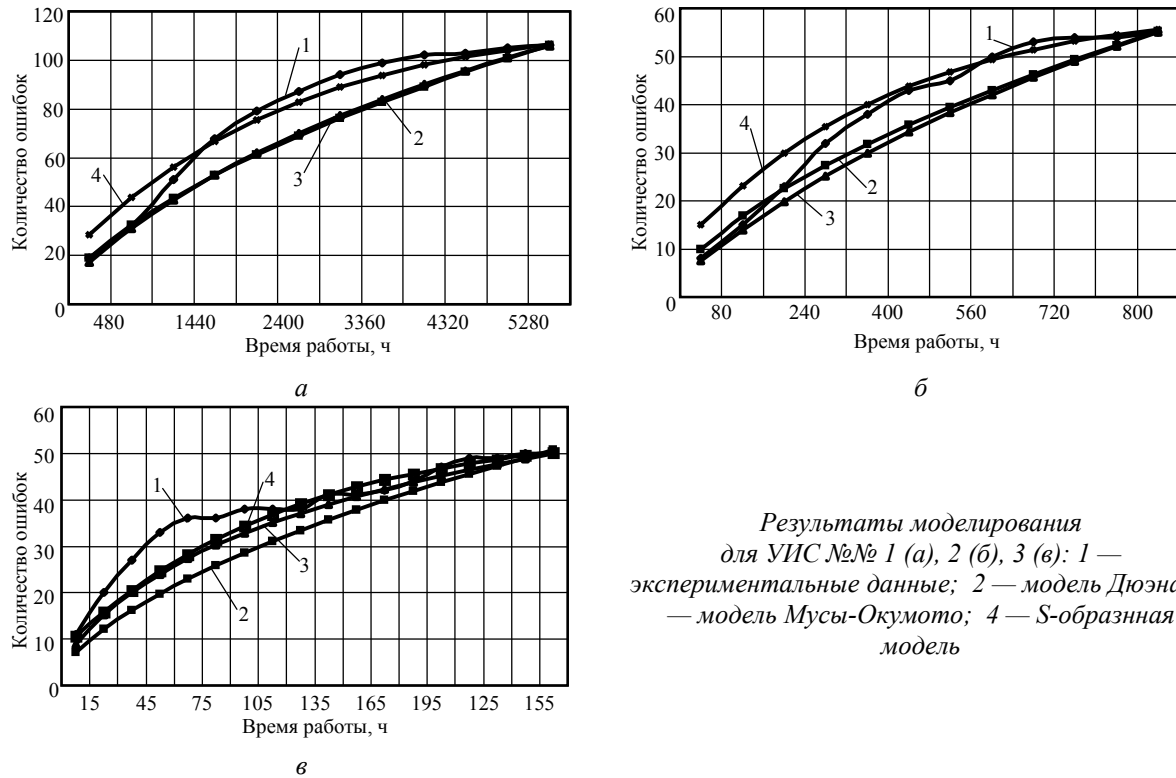 120
100
80
60
40
20
0
Количество ошибок
1
2
3
4
480 1440 2400 3360 4320 5280
Время работы, ч
а
60
50
40
30
20
10
0
Количество ошибок
1
4
2
3
80 240 400 560 720 800
Время работы, ч
б
60
50
40
30
20
10
0
Количество ошибок
1
4
3
2
15 45 75 105 135 165 195 125 155
Время работы, ч
в
Результаты моделирования
для УИС №№ 1 (а), 2 (б), 3 (в): 1 —
экспериментальные данные; 2 — модель Дюэна
— модель Мусы-Окумото; 4 — S-образнная
модель